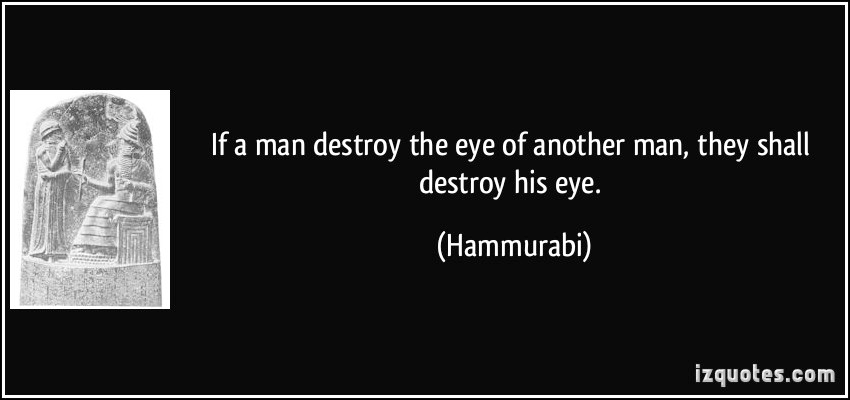 If a man destroy the eye of another man, they shall
destroy his eye.
(Hammurabi)
izquotes.com